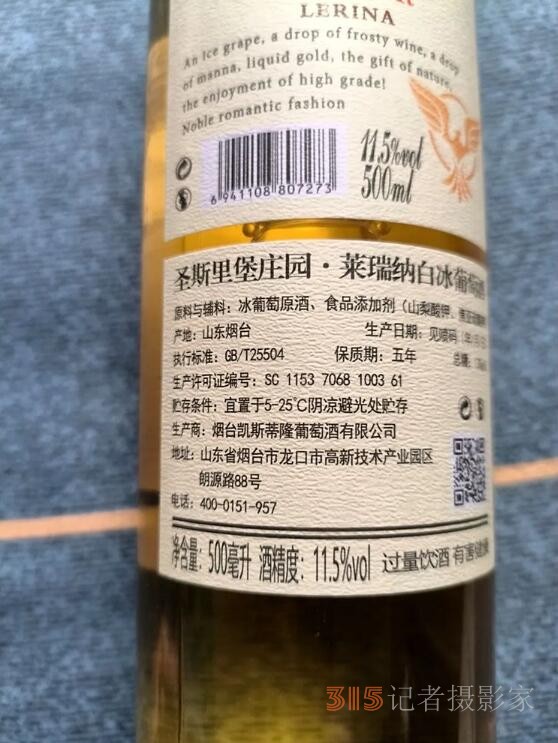 LERINA
An ice grape, a drop of frosty wine, a drop
of manna, liquid gold, the gift of nature,
the enjoyment of high grade!
Noble romantic fashion
11.5%vol
500ml
6 941108 807273
圣斯里堡庄园·莱瑞纳白冰葡萄
原料与辅料：冰葡萄原酒、食品添加剂（山梨酸钾、
产地：山东烟台
生产日期：见喷码
执行标准：GB/T25504 保质期：五年 总糖：
生产许可证编号：SC 1153 7068 1003 61
贮存条件：宜置于5-25℃阴凉避光处贮存
生产商：烟台凯斯蒂隆葡萄酒有限公司
地址：山东省烟台市龙口市高新技术产业园区
朗源路88号
电话：400-0151-957
净含量：500毫升 酒精度：11.5%vol 过量饮酒 有害健康
315记者摄影家